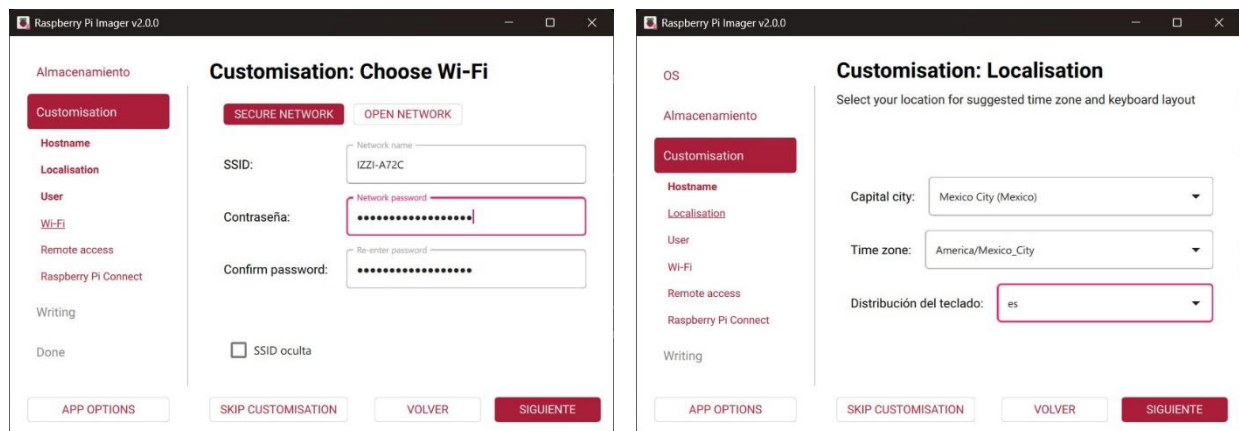 Raspberry Pi Imager v2.0.0
Almacenamiento
Customisation
Hostname
Localisation
User
Wi-Fi
Remote access
Raspberry Pi Connect
Writing
Done
APP OPTIONS
Customisation: Choose Wi-Fi
SECURE NETWORK OPEN NETWORK
Network name
SSID: IZZI-A72C
Network password
Contraseña: ••••••••••••••••••
Re-enter password
Confirm password: ••••••••••••••••••
SSID oculta
SKIP CUSTOMISATION VOLVER SIGUIENTE
Raspberry Pi Imager v2.0.0
OS
Almacenamiento
Customisation
Hostname
Localisation
User
Wi-Fi
Remote access
Raspberry Pi Connect
Writing
APP OPTIONS
Customisation: Localisation
Select your location for suggested time zone and keyboard layout
Capital city: Mexico City (Mexico)
Time zone: America/Mexico_City
Distribución del teclado: es
SKIP CUSTOMISATION VOLVER SIGUIENTE